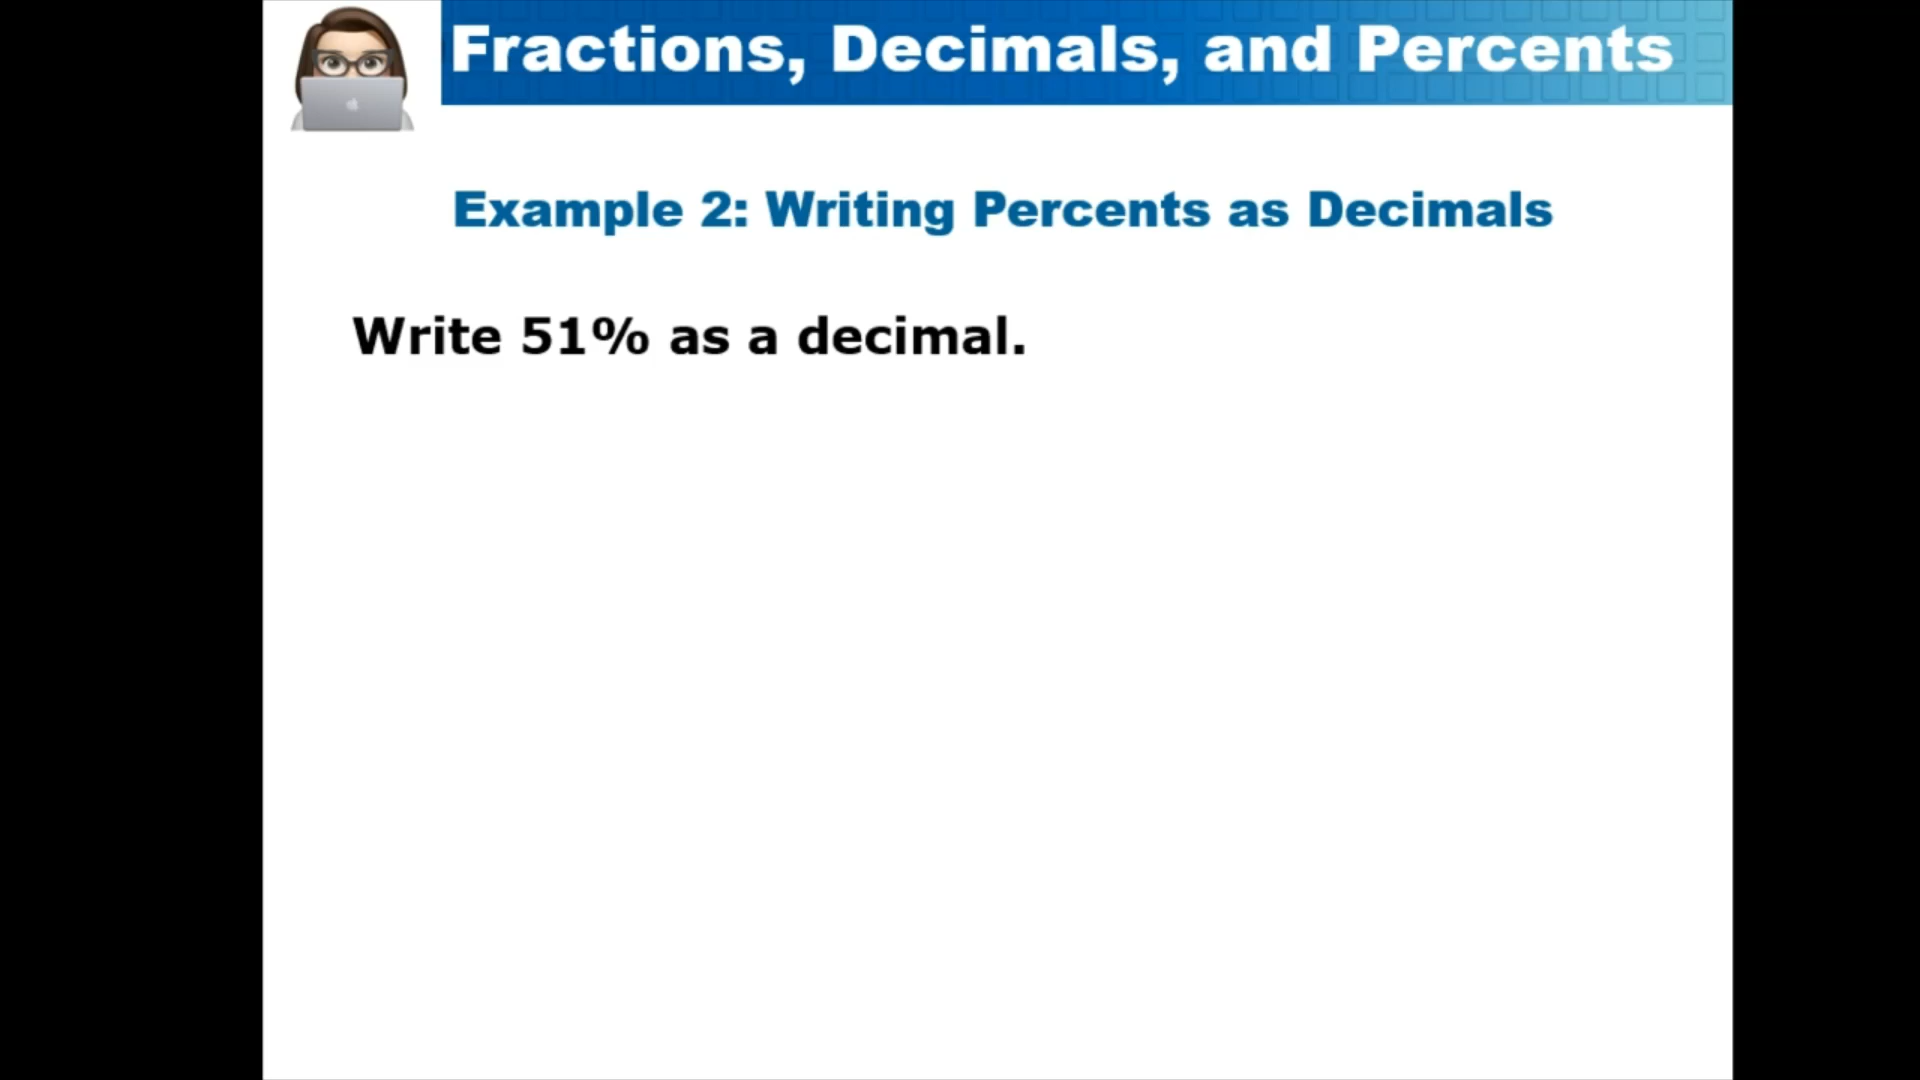 Fractions, Decimals, and Percents
Example 2: Writing Percents as Decimals
Write 51% as a decimal.